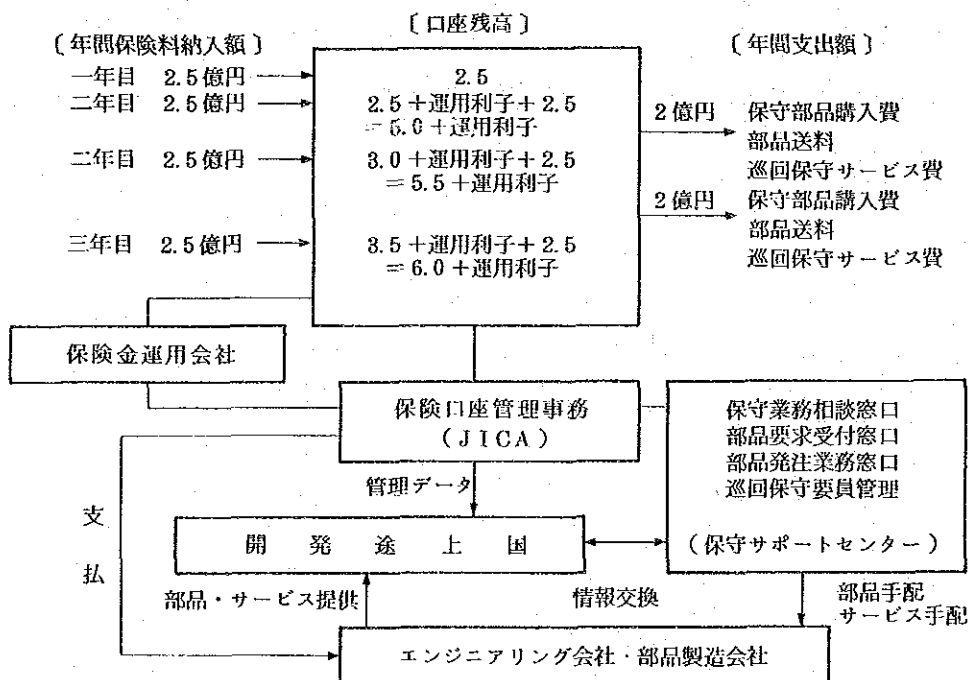 〔口座残高〕
〔年間保険料納入額〕
〔年間支出額〕
一年目 2.5億円
2.5
二年目 2.5億円
2.5+運用利子+2.5
=5.0+運用利子
2億円
保守部品購入費
部品送料
巡回保守サービス費
二年目 2.5億円
3.0+運用利子+2.5
=5.5+運用利子
2億円
保守部品購入費
部品送料
巡回保守サービス費
三年目 2.5億円
3.5+運用利子+2.5
=6.0+運用利子
保険金運用会社
保険口座管理事務
(JICA)
保守業務相談窓口
部品要求受付窓口
部品発注業務窓口
巡回保守要員管理
(保守サポートセンター)
管理データ
支払
開発途上国
部品・サービス提供
情報交換
部品手配
サービス手配
エンジニアリング会社・部品製造会社